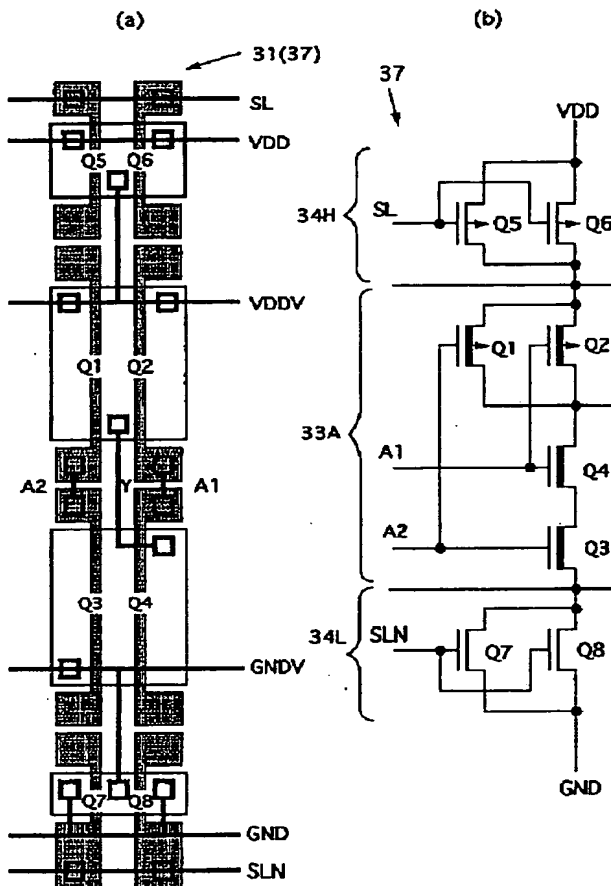 (a)
(b)
31(37)
37
SL
VDD
VDD
Q5 Q6
34H
SL
Q5
Q6
VDDV
Q1 Q2
Q1
Q2
33A
A2
Y
A1
A1
Q4
A2
Q3
Q3 Q4
34L
SLN
Q7
Q8
GNDV
Q7 Q8
GND
GND
SLN